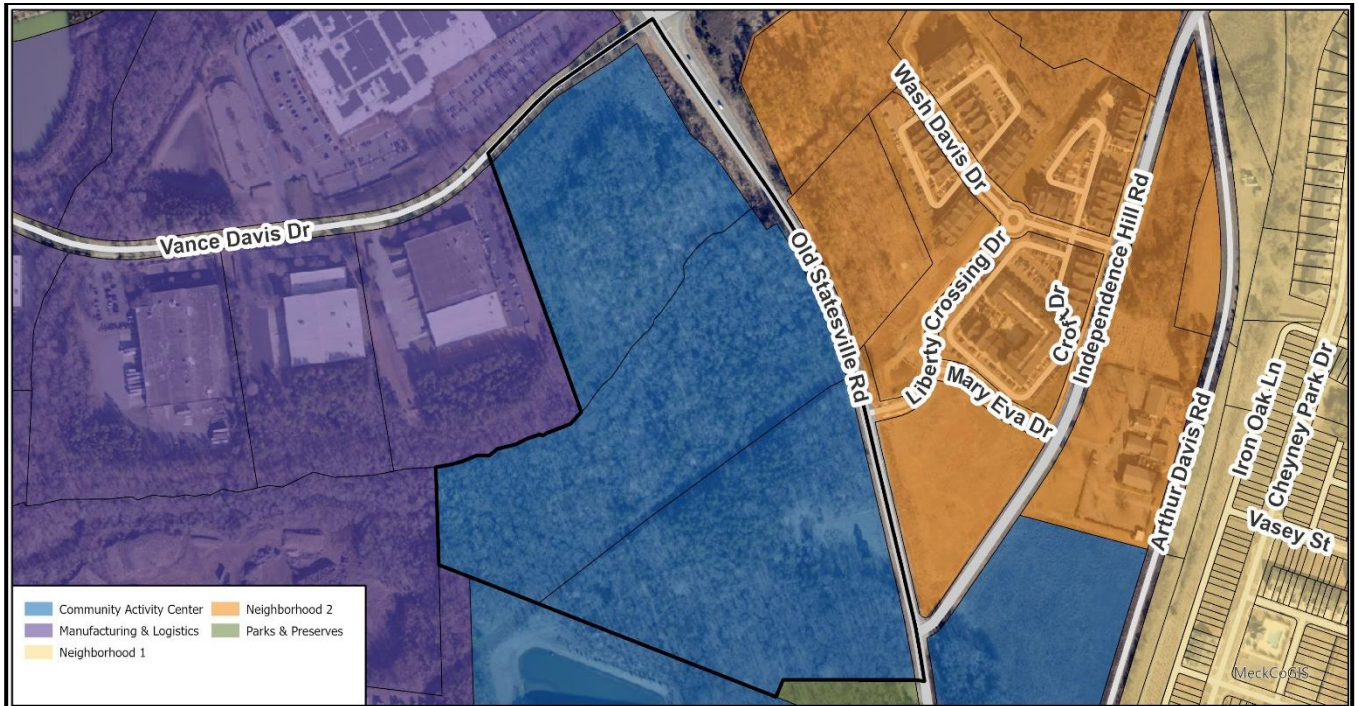 Wash Davis Dr
Vance Davis Dr
Old Statesville Rd
Liberty Crossing Dr
Croft Dr
Independence Hill Rd
Mary Eva Dr
Arthur Davis Rd
Iron Oak Ln
Cheyney Park Dr
Vasey St
Community Activity Center
Neighborhood 2
Manufacturing & Logistics
Parks & Preserves
Neighborhood 1
MeckCoGIS